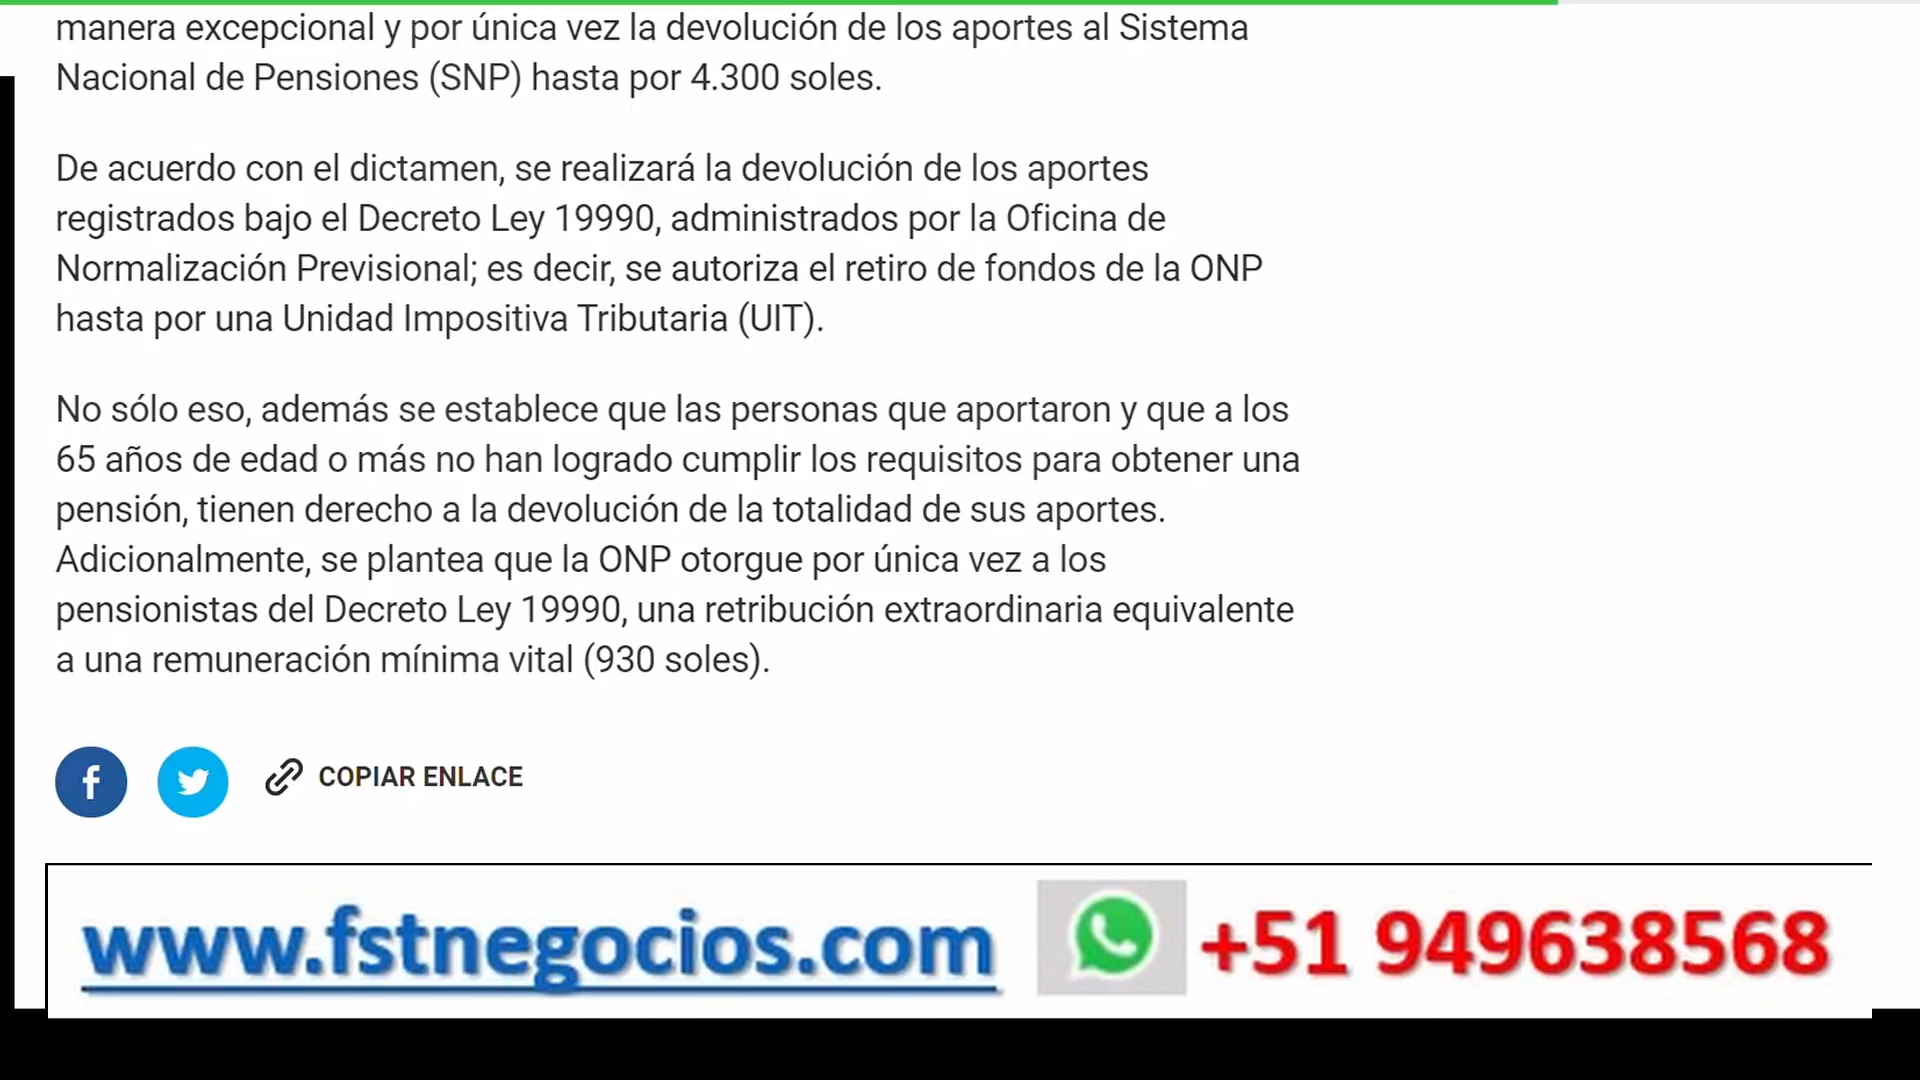 manera excepcional y por única vez la devolución de los aportes al Sistema
Nacional de Pensiones (SNP) hasta por 4.300 soles.
De acuerdo con el dictamen, se realizará la devolución de los aportes
registrados bajo el Decreto Ley 19990, administrados por la Oficina de
Normalización Previsional; es decir, se autoriza el retiro de fondos de la ONP
hasta por una Unidad Impositiva Tributaria (UIT).
No sólo eso, además se establece que las personas que aportaron y que a los
65 años de edad o más no han logrado cumplir los requisitos para obtener una
pensión, tienen derecho a la devolución de la totalidad de sus aportes.
Adicionalmente, se plantea que la ONP otorgue por única vez a los
pensionistas del Decreto Ley 19990, una retribución extraordinaria equivalente
a una remuneración mínima vital (930 soles).
COPIAR ENLACE
www.fstnegocios.com +51 949638568